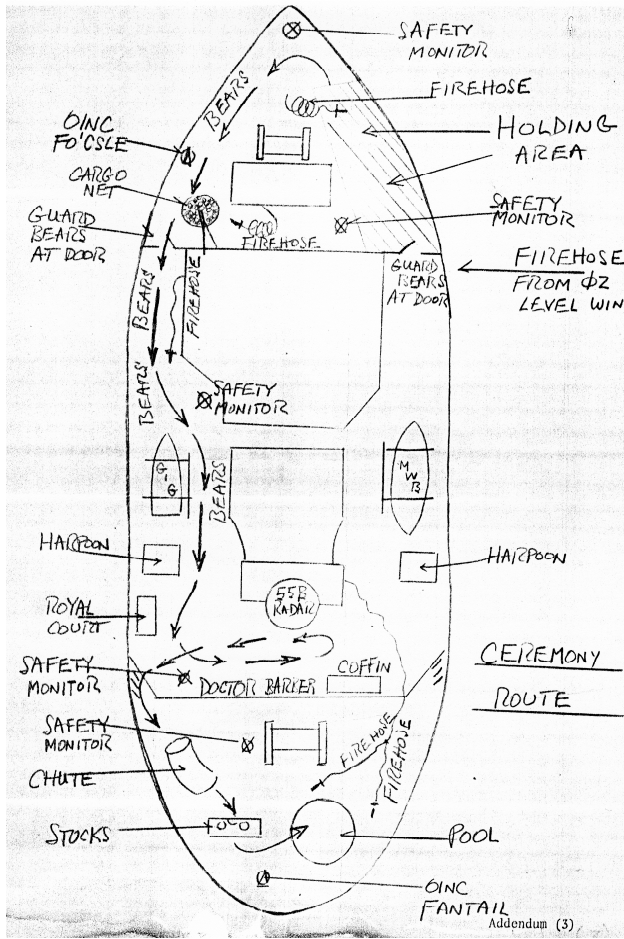 SAFETY
MONITOR
BEARS
FIREHOSE
OINC
FO'CSLE
HOLDING
AREA
CARGO
NET
SAFETY
MONITOR
FIREHOSE
GUARD
BEARS
AT DOOR
GUARD
BEARS
AT DOOR
FIREHOSE
FROM Ø2
LEVEL WIN
BEARS
FIREHOSE
BEARS
SAFETY
MONITOR
G
I
G
BEARS
M
W
B
HARPOON
HARPOON
55B
RADAR
ROYAL
COURT
SAFETY
MONITOR
DOCTOR BARKER
COFFIN
CEREMONY
ROUTE
SAFETY
MONITOR
FIREHOSE
FIREHOSE
CHUTE
STOCKS
POOL
OINC
FANTAIL
Addendum (3)